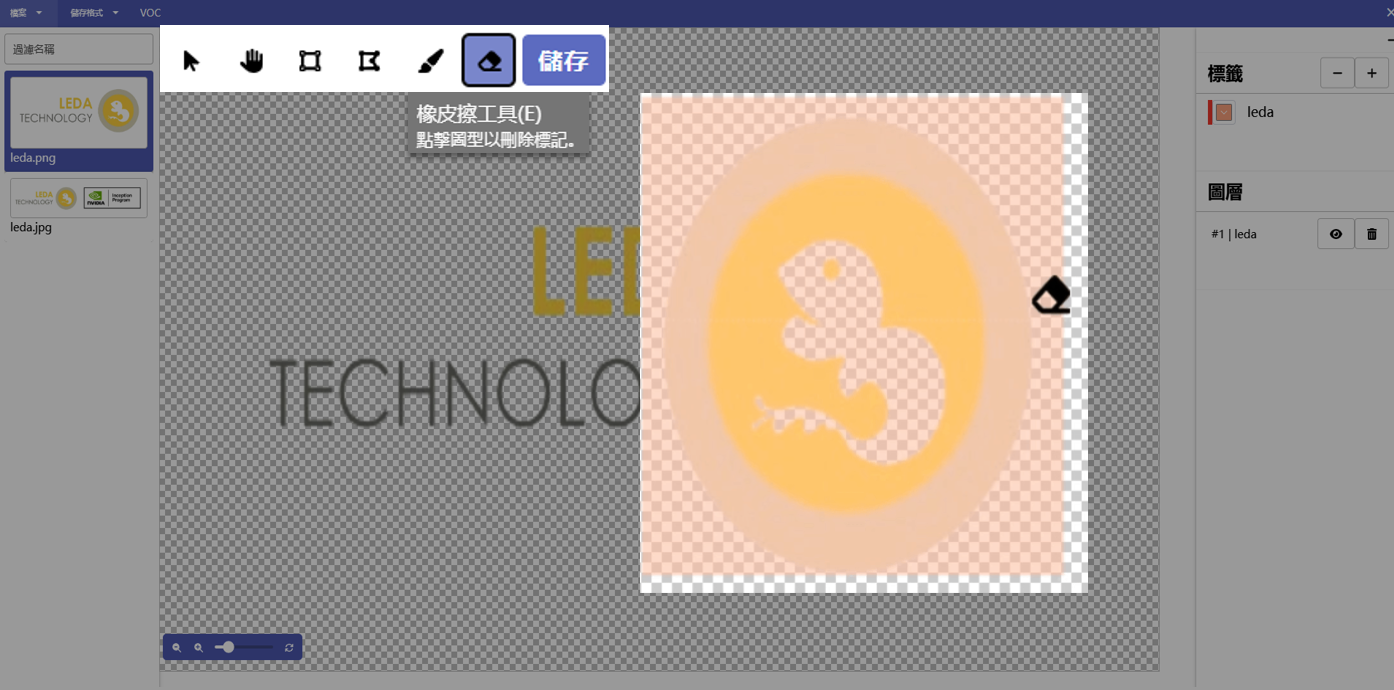 檔案
儲存格式
VOC
過濾名稱
LEDA
TECHNOLOGY
leda.png
LEDA
TECHNOLOGY
NVIDIA
Inception
Program
leda.jpg
儲存
橡皮擦工具(E)
點擊圖型以刪除標記。
LED
TECHNOLO
標籤
leda
圖層
#1 | leda